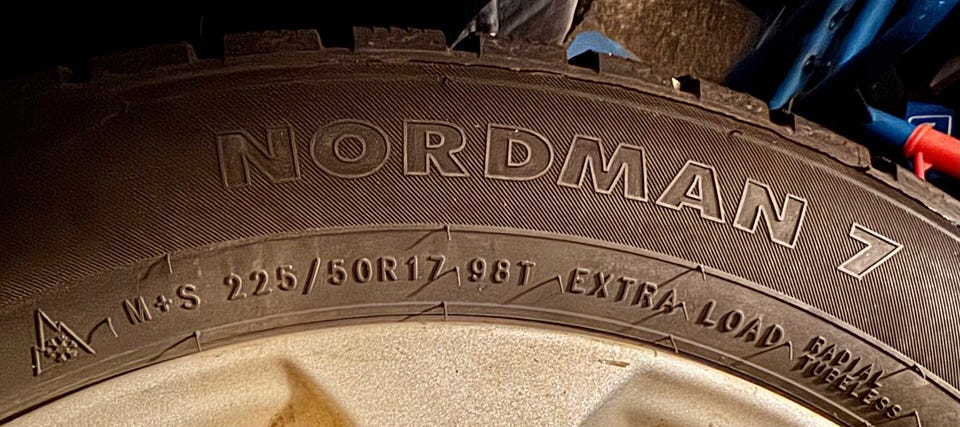 NORDMAN 7
M+S 225/50R17 98T EXTRA LOAD RADIAL
TUBELESS